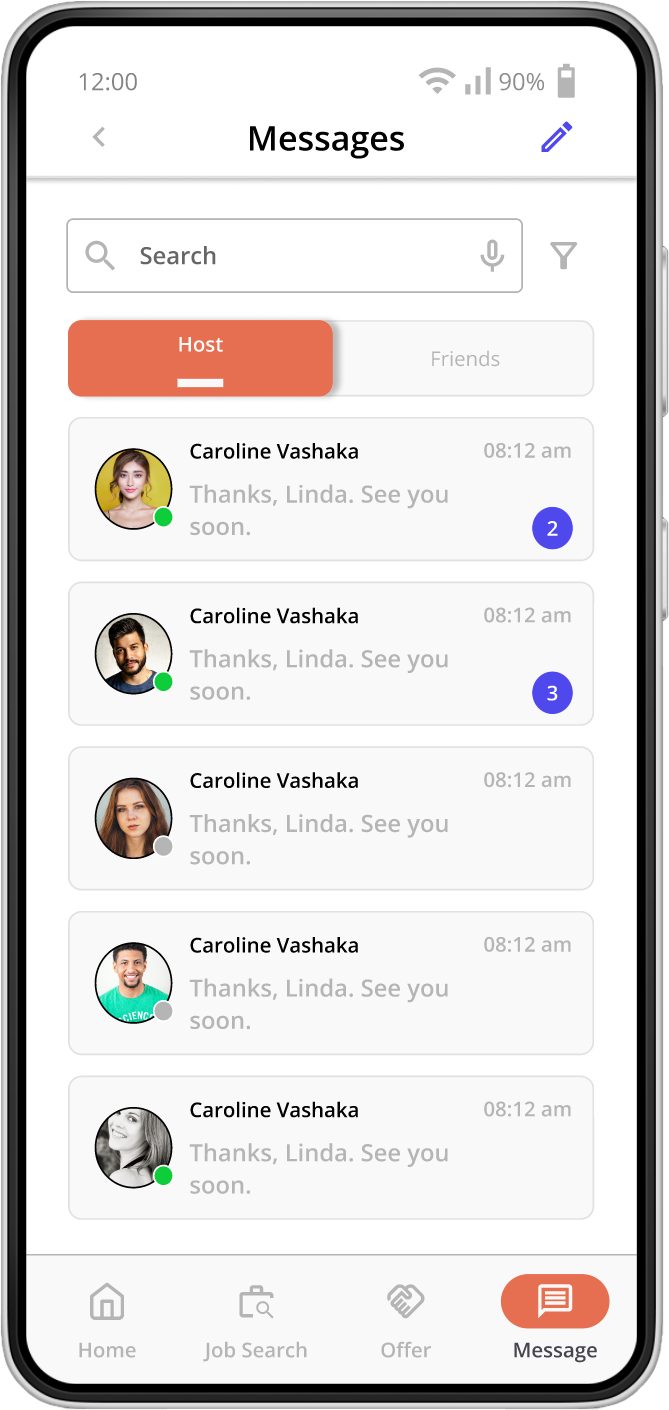 12:00 90%
Messages
Search
Host Friends
Caroline Vashaka 08:12 am
Thanks, Linda. See you
soon. 2
Caroline Vashaka 08:12 am
Thanks, Linda. See you
soon. 3
Caroline Vashaka 08:12 am
Thanks, Linda. See you
soon.
Caroline Vashaka 08:12 am
Thanks, Linda. See you
soon.
Caroline Vashaka 08:12 am
Thanks, Linda. See you
soon.
Home Job Search Offer Message